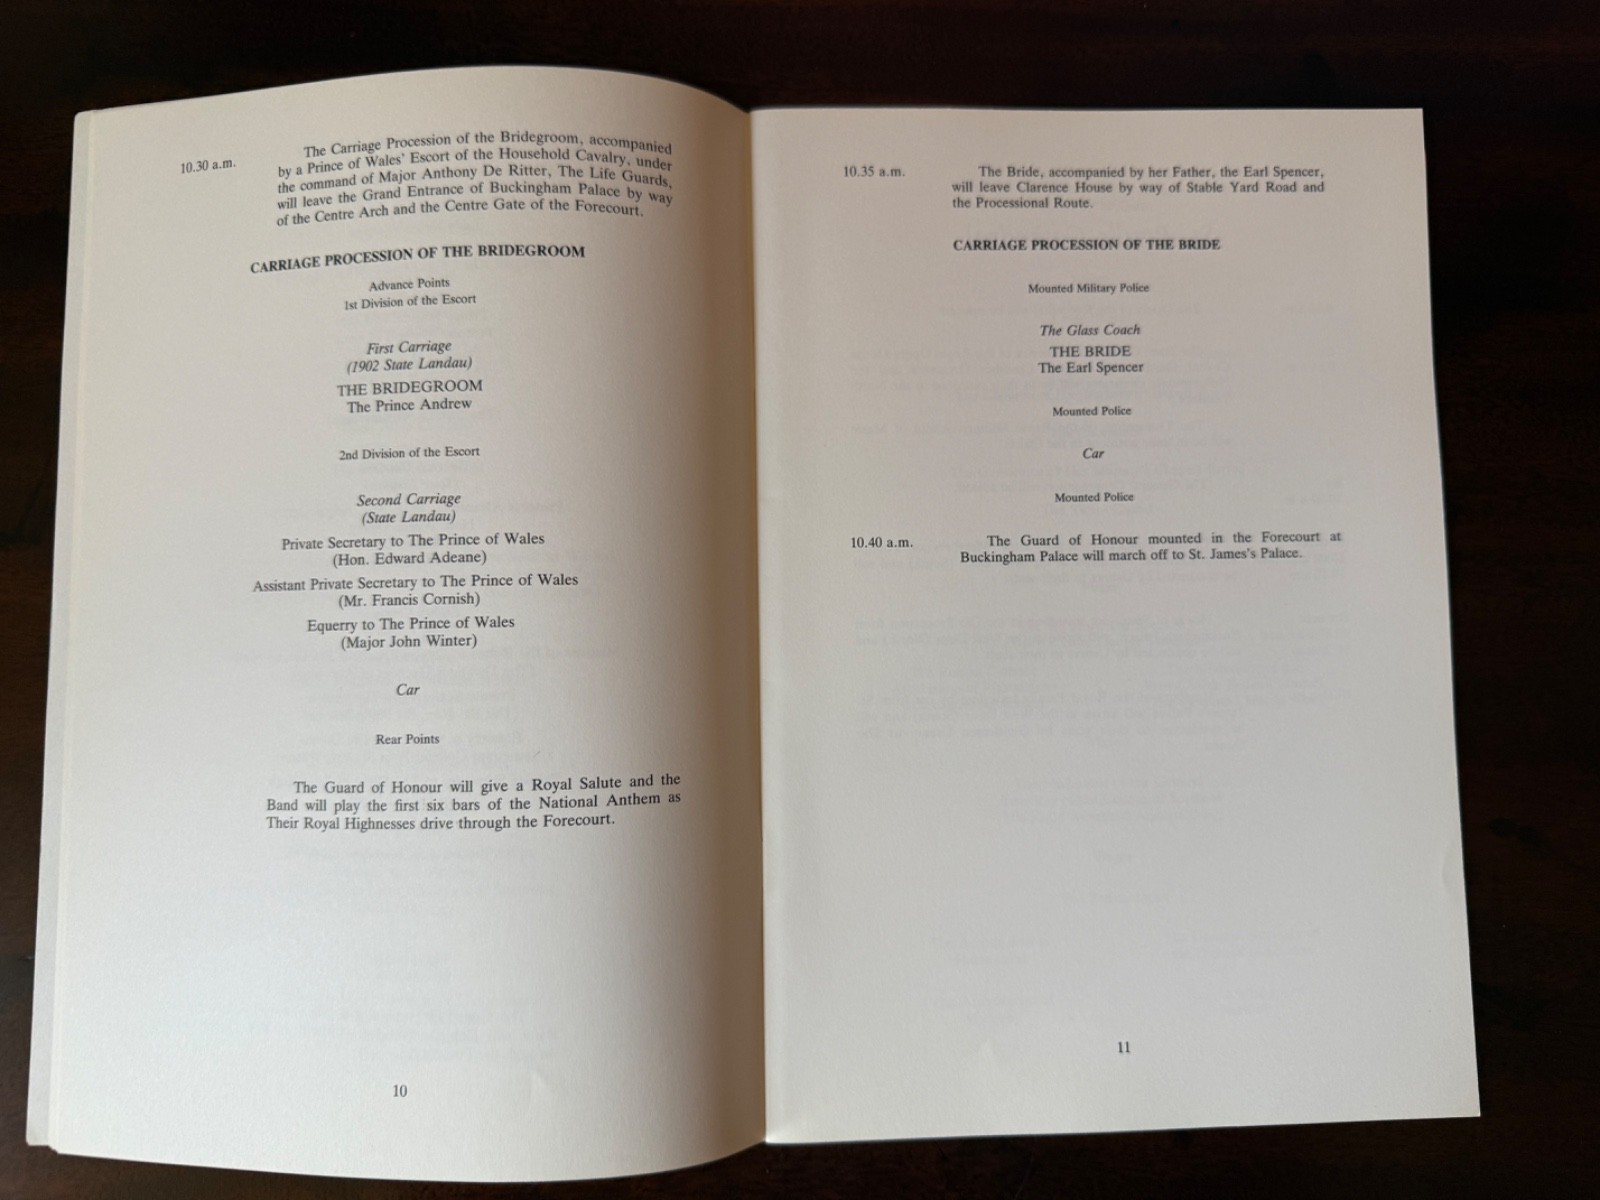 10.30 a.m.
The Carriage Procession of the Bridegroom, accompanied
by a Prince of Wales' Escort of the Household Cavalry, under
the command of Major Anthony De Ritter, The Life Guards,
will leave the Grand Entrance of Buckingham Palace by way
of the Centre Arch and the Centre Gate of the Forecourt.
CARRIAGE PROCESSION OF THE BRIDEGROOM
Advance Points
1st Division of the Escort
First Carriage
(1902 State Landau)
THE BRIDEGROOM
The Prince Andrew
2nd Division of the Escort
Second Carriage
(State Landau)
Private Secretary to The Prince of Wales
(Hon. Edward Adeane)
Assistant Private Secretary to The Prince of Wales
(Mr. Francis Cornish)
Equerry to The Prince of Wales
(Major John Winter)
Car
Rear Points
The Guard of Honour will give a Royal Salute and the
Band will play the first six bars of the National Anthem as
Their Royal Highnesses drive through the Forecourt.
10
10.35 a.m.
The Bride, accompanied by her Father, the Earl Spencer,
will leave Clarence House by way of Stable Yard Road and
the Processional Route.
CARRIAGE PROCESSION OF THE BRIDE
Mounted Military Police
The Glass Coach
THE BRIDE
The Earl Spencer
Mounted Police
Car
Mounted Police
10.40 a.m.
The Guard of Honour mounted in the Forecourt at
Buckingham Palace will march off to St. James's Palace.
11